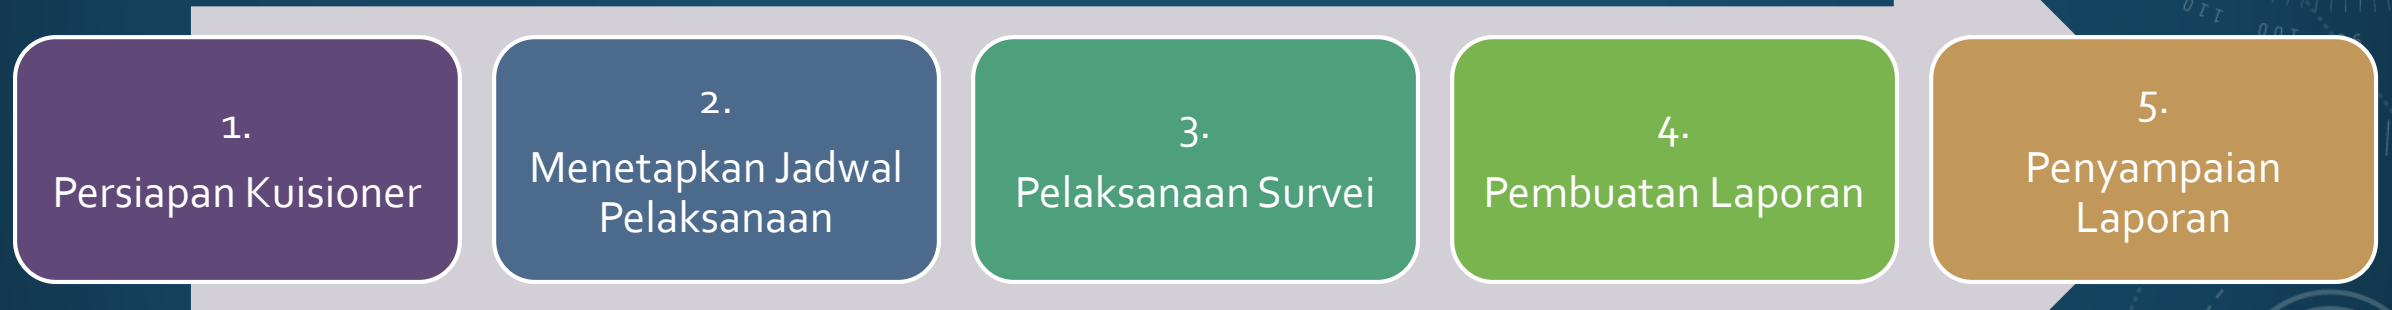 1.
Persiapan Kuisioner
2.
Menetapkan Jadwal
Pelaksanaan
3.
Pelaksanaan Survei
4.
Pembuatan Laporan
5.
Penyampaian
Laporan